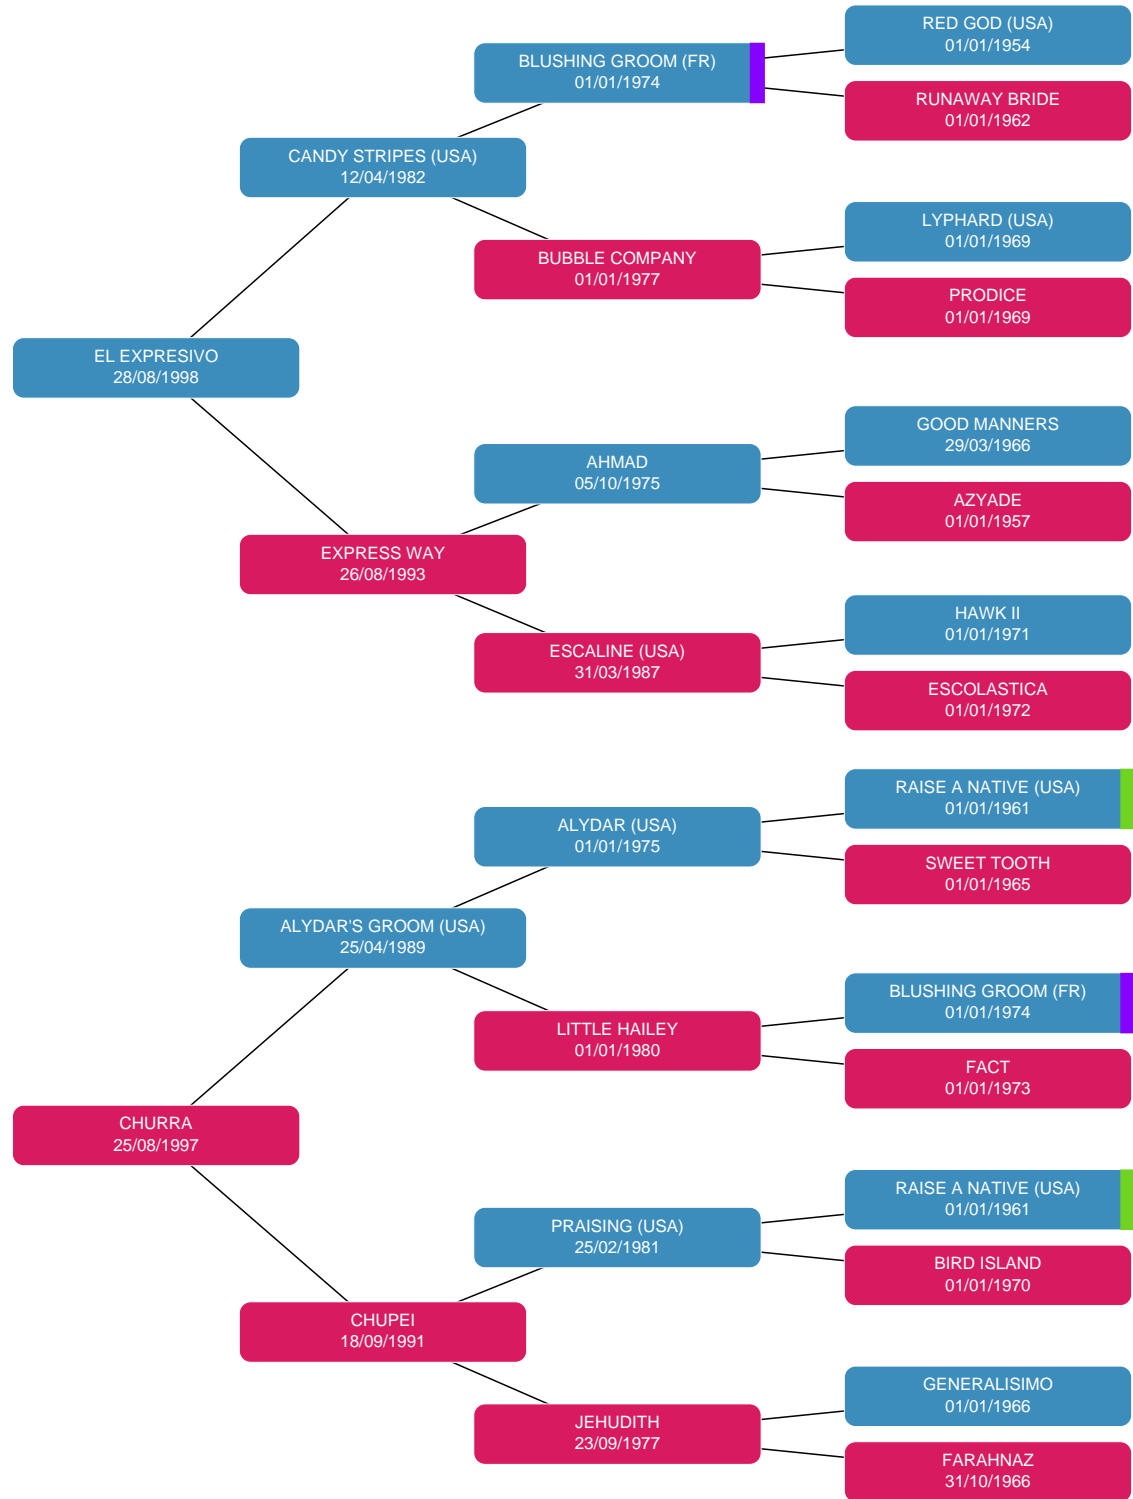 RED GOD (USA)
01/01/1954
BLUSHING GROOM (FR)
01/01/1974
RUNAWAY BRIDE
01/01/1962
CANDY STRIPES (USA)
12/04/1982
LYPHARD (USA)
01/01/1969
BUBBLE COMPANY
01/01/1977
PRODICE
01/01/1969
EL EXPRESIVO
28/08/1998
GOOD MANNERS
29/03/1966
AHMAD
05/10/1975
AZYADE
01/01/1957
EXPRESS WAY
26/08/1993
HAWK II
01/01/1971
ESCALINE (USA)
31/03/1987
ESCOLASTICA
01/01/1972
RAISE A NATIVE (USA)
01/01/1961
ALYDAR (USA)
01/01/1975
SWEET TOOTH
01/01/1965
ALYDAR'S GROOM (USA)
25/04/1989
BLUSHING GROOM (FR)
01/01/1974
LITTLE HAILEY
01/01/1980
FACT
01/01/1973
CHURRA
25/08/1997
RAISE A NATIVE (USA)
01/01/1961
PRAISING (USA)
25/02/1981
BIRD ISLAND
01/01/1970
CHUPEI
18/09/1991
GENERALISIMO
01/01/1966
JEHUDITH
23/09/1977
FARAHNAZ
31/10/1966